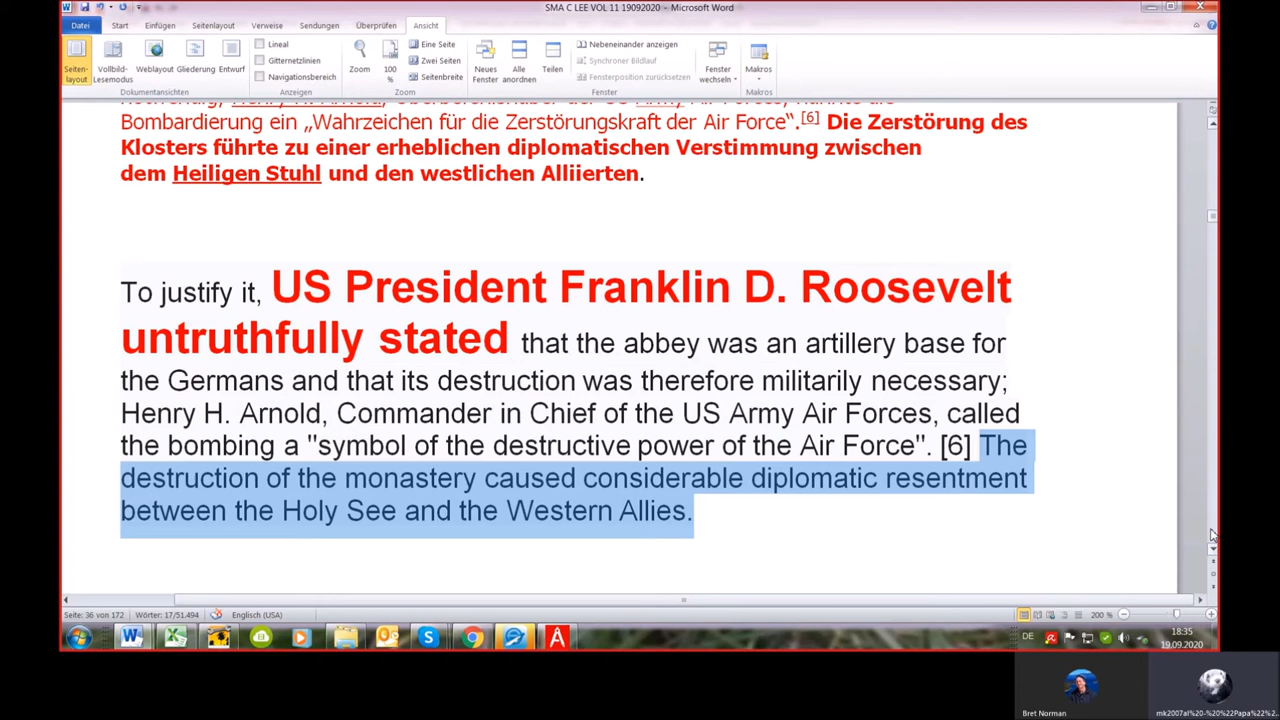 SMA C LEE VOL 11 19092020 - Microsoft Word
Datei Start Einfügen Seitenlayout Verweise Sendungen Überprüfen Ansicht
Seiten-layout Vollbild-Lesemodus Weblayout Gliederung Entwurf
Lineal
Gitternetzlinien
Navigationsbereich
Zoom 100 %
Eine Seite
Zwei Seiten
Seitenbreite
Neues Fenster Alle anordnen Teilen
Nebeneinander anzeigen
Synchroner Bildlauf
Fensterposition zurücksetzen
Fenster wechseln Makros
Dokumentansichten Anzeigen Zoom Fenster Makros
Bombardierung ein „Wahrzeichen für die Zerstörungskraft der Air Force“.[6] Die Zerstörung des
Klosters führte zu einer erheblichen diplomatischen Verstimmung zwischen
dem Heiligen Stuhl und den westlichen Alliierten.
To justify it, US President Franklin D. Roosevelt
untruthfully stated that the abbey was an artillery base for
the Germans and that its destruction was therefore militarily necessary;
Henry H. Arnold, Commander in Chief of the US Army Air Forces, called
the bombing a "symbol of the destructive power of the Air Force". [6] The
destruction of the monastery caused considerable diplomatic resentment
between the Holy See and the Western Allies.
Seite: 36 von 172 Wörter: 17/51.494 Englisch (USA) 200 %
DE 18:35
19.09.2020
Bret Norman mk2007al%20-%20%22Papa%22%2...